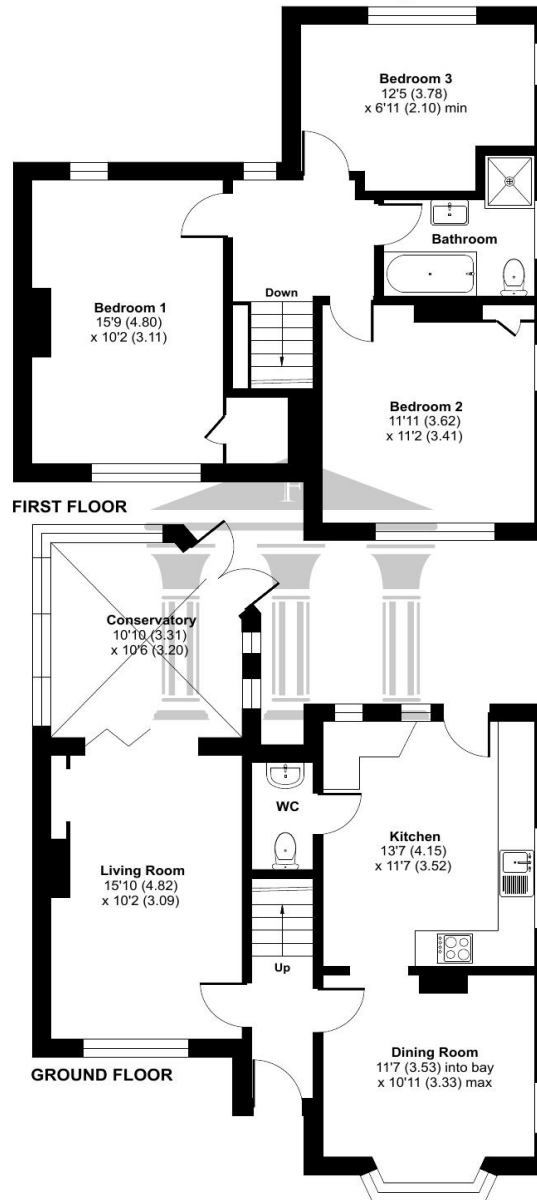 Bedroom 3
12'5 (3.78)
x 6'11 (2.10) min
Bathroom
Down
Bedroom 1
15'9 (4.80)
x 10'2 (3.11)
Bedroom 2
11'11 (3.62)
x 11'2 (3.41)
FIRST FLOOR
F
Conservatory
10'10 (3.31)
x 10'6 (3.20)
WC
Kitchen
13'7 (4.15)
x 11'7 (3.52)
Living Room
15'10 (4.82)
x 10'2 (3.09)
Up
Dining Room
11'7 (3.53) into bay
x 10'11 (3.33) max
GROUND FLOOR